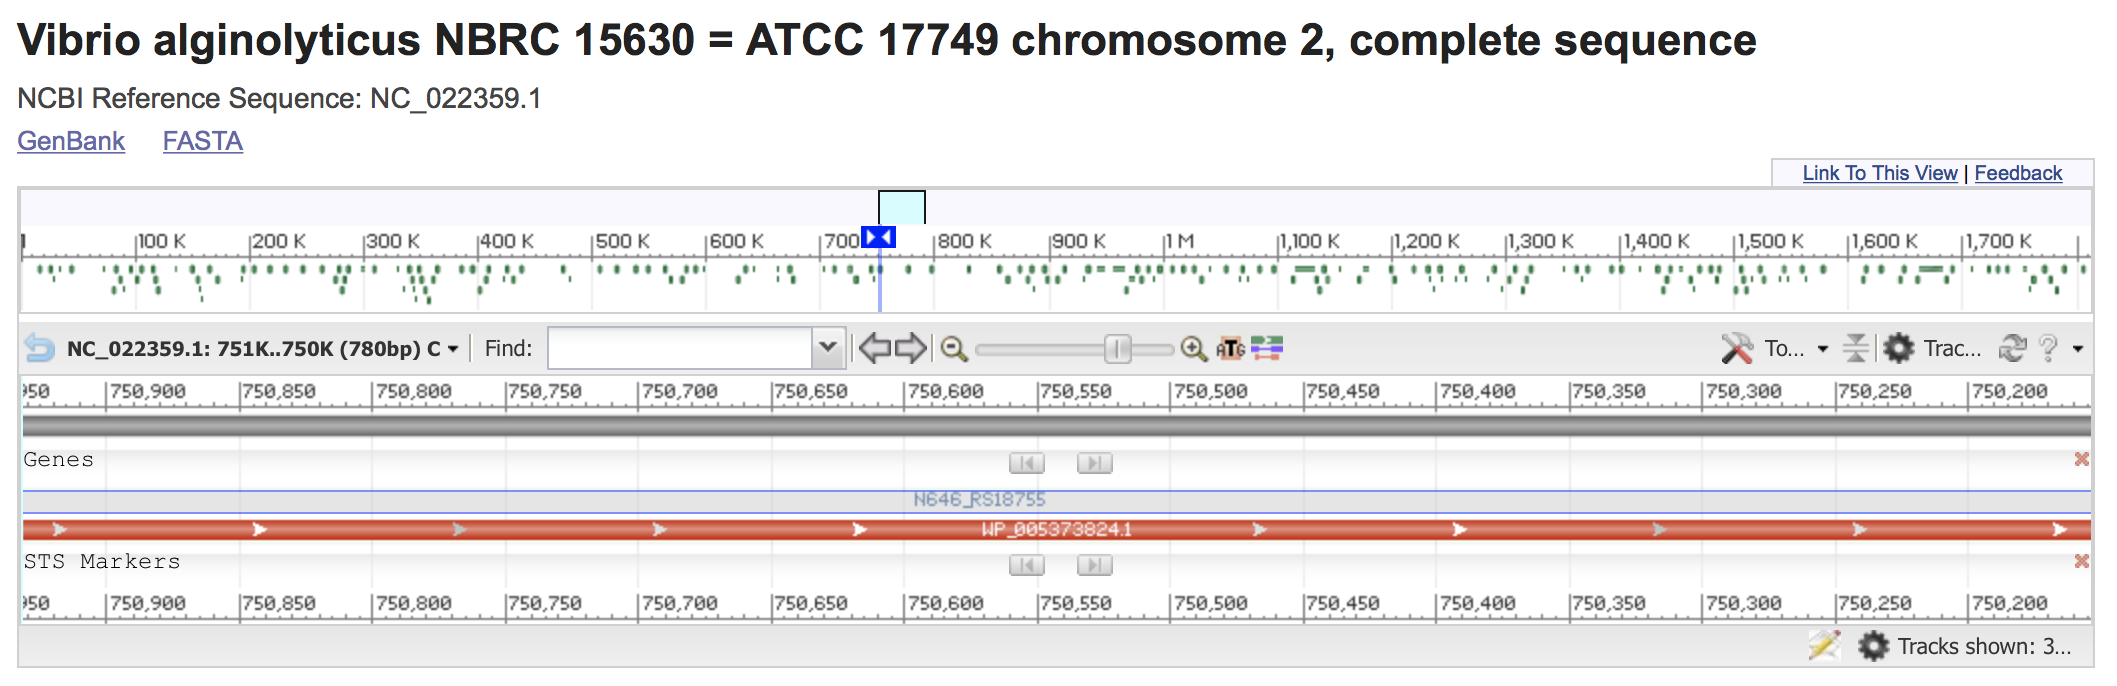 Vibrio alginolyticus NBRC 15630 = ATCC 17749 chromosome 2, complete sequence
NCBI Reference Sequence: NC_022359.1
GenBank FASTA
Link To This View | Feedback
1 100 K 200 K 300 K 400 K 500 K 600 K 700 800 K 900 K 1 M 1,100 K 1,200 K 1,300 K 1,400 K 1,500 K 1,600 K 1,700 K
NC_022359.1: 751K..750K (780bp) C Find: ATG To... Trac... ?
950 750,900 750,850 750,800 750,750 750,700 750,650 750,600 750,550 750,500 750,450 750,400 750,350 750,300 750,250 750,200
Genes
N646_RS18755
WP_005373824.1
STS Markers
950 750,900 750,850 750,800 750,750 750,700 750,650 750,600 750,550 750,500 750,450 750,400 750,350 750,300 750,250 750,200
Tracks shown: 3...